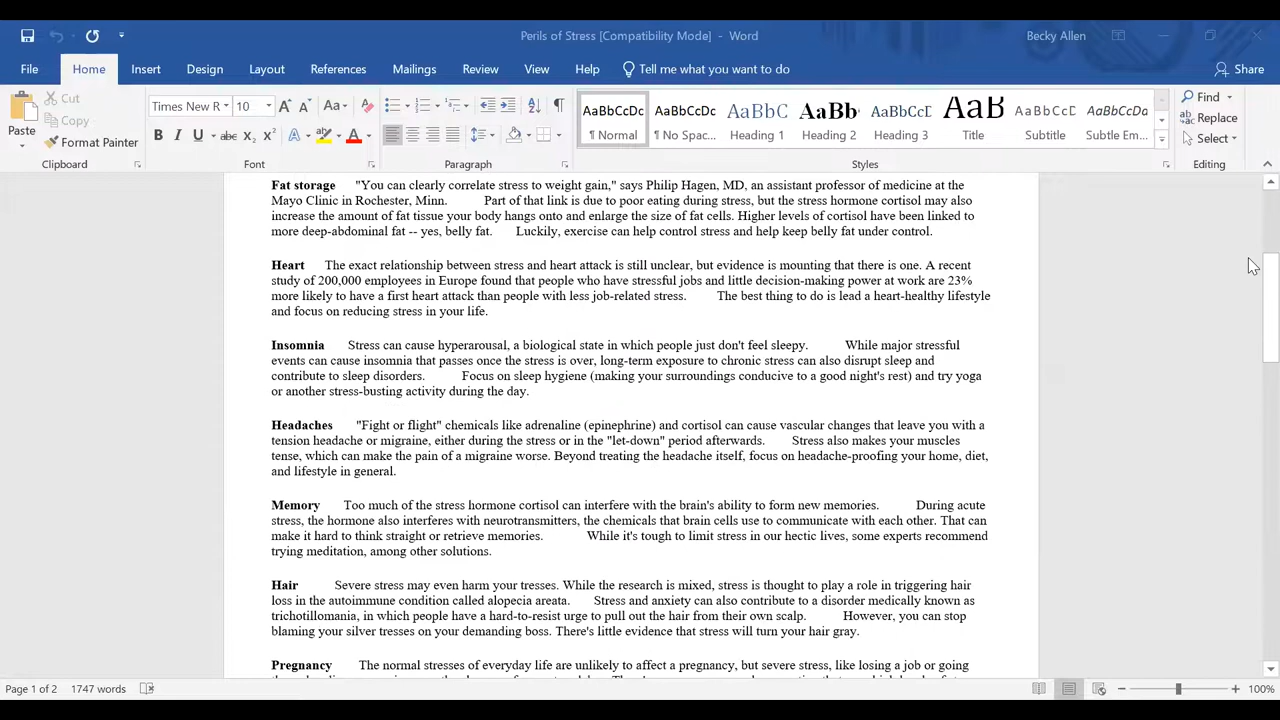 Perils of Stress [Compatibility Mode] - Word
Becky Allen
File Home Insert Design Layout References Mailings Review View Help Tell me what you want to do Share
Paste
Cut
Copy
Format Painter
Clipboard
Times New R 10
Font
Paragraph
AaBbCcDc AaBbCcDc AaBbC AaBb AaBbCcI AaB AaBbCcDc AaBbCcDc
¶ Normal ¶ No Spac... Heading 1 Heading 2 Heading 3 Title Subtitle Subtle Em...
Styles
Find
Replace
Select
Editing
Fat storage "You can clearly correlate stress to weight gain," says Philip Hagen, MD, an assistant professor of medicine at the
Mayo Clinic in Rochester, Minn. Part of that link is due to poor eating during stress, but the stress hormone cortisol may also
increase the amount of fat tissue your body hangs onto and enlarge the size of fat cells. Higher levels of cortisol have been linked to
more deep-abdominal fat -- yes, belly fat. Luckily, exercise can help control stress and help keep belly fat under control.
Heart The exact relationship between stress and heart attack is still unclear, but evidence is mounting that there is one. A recent
study of 200,000 employees in Europe found that people who have stressful jobs and little decision-making power at work are 23%
more likely to have a first heart attack than people with less job-related stress. The best thing to do is lead a heart-healthy lifestyle
and focus on reducing stress in your life.
Insomnia Stress can cause hyperarousal, a biological state in which people just don't feel sleepy. While major stressful
events can cause insomnia that passes once the stress is over, long-term exposure to chronic stress can also disrupt sleep and
contribute to sleep disorders. Focus on sleep hygiene (making your surroundings conducive to a good night's rest) and try yoga
or another stress-busting activity during the day.
Headaches "Fight or flight" chemicals like adrenaline (epinephrine) and cortisol can cause vascular changes that leave you with a
tension headache or migraine, either during the stress or in the "let-down" period afterwards. Stress also makes your muscles
tense, which can make the pain of a migraine worse. Beyond treating the headache itself, focus on headache-proofing your home, diet,
and lifestyle in general.
Memory Too much of the stress hormone cortisol can interfere with the brain's ability to form new memories. During acute
stress, the hormone also interferes with neurotransmitters, the chemicals that brain cells use to communicate with each other. That can
make it hard to think straight or retrieve memories. While it's tough to limit stress in our hectic lives, some experts recommend
trying meditation, among other solutions.
Hair Severe stress may even harm your tresses. While the research is mixed, stress is thought to play a role in triggering hair
loss in the autoimmune condition called alopecia areata. Stress and anxiety can also contribute to a disorder medically known as
trichotillomania, in which people have a hard-to-resist urge to pull out the hair from their own scalp. However, you can stop
blaming your silver tresses on your demanding boss. There's little evidence that stress will turn your hair gray.
Pregnancy The normal stresses of everyday life are unlikely to affect a pregnancy, but severe stress, like losing a job or going
Page 1 of 2 1747 words 100%